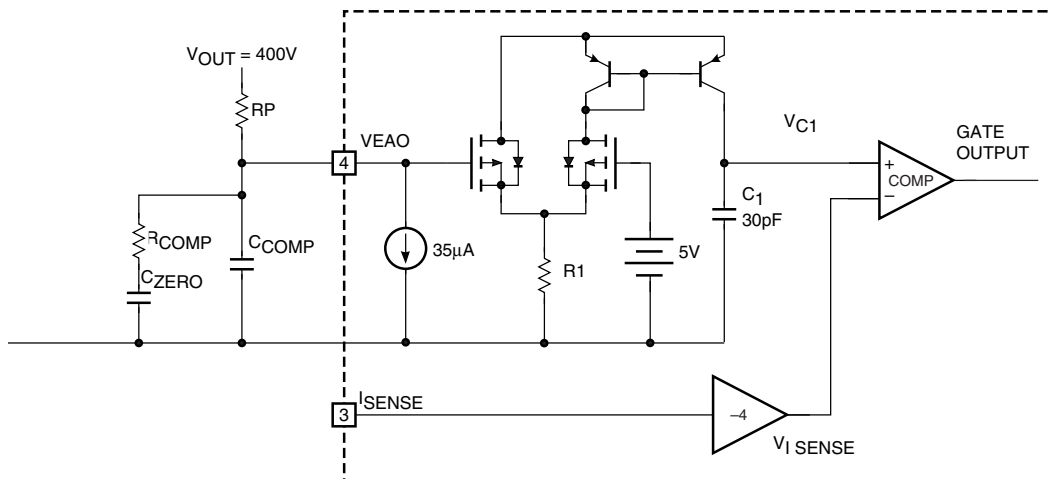 VOUT = 400V
RP
4
VEAO
RCOMP
CZERO
CCOMP
35µA
R1
5V
VC1
C1
30pF
+
COMP
–
GATE
OUTPUT
3
ISENSE
–4
VI SENSE